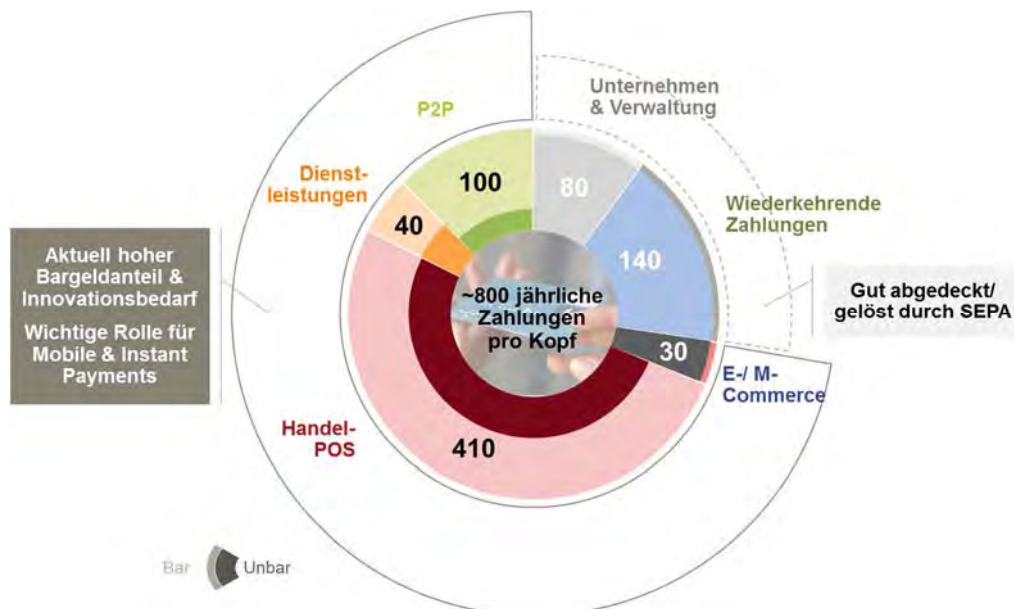 P2P
Unternehmen
& Verwaltung
Dienst-
leistungen
100
80
40
Wiederkehrende
Zahlungen
140
Aktuell hoher
Bargeldanteil &
Innovationsbedarf
Wichtige Rolle für
Mobile & Instant
Payments
~800 jährliche
Zahlungen
pro Kopf
Gut abgedeckt/
gelöst durch SEPA
30
E-/ M-
Commerce
Handel-
POS
410
Bar
Unbar